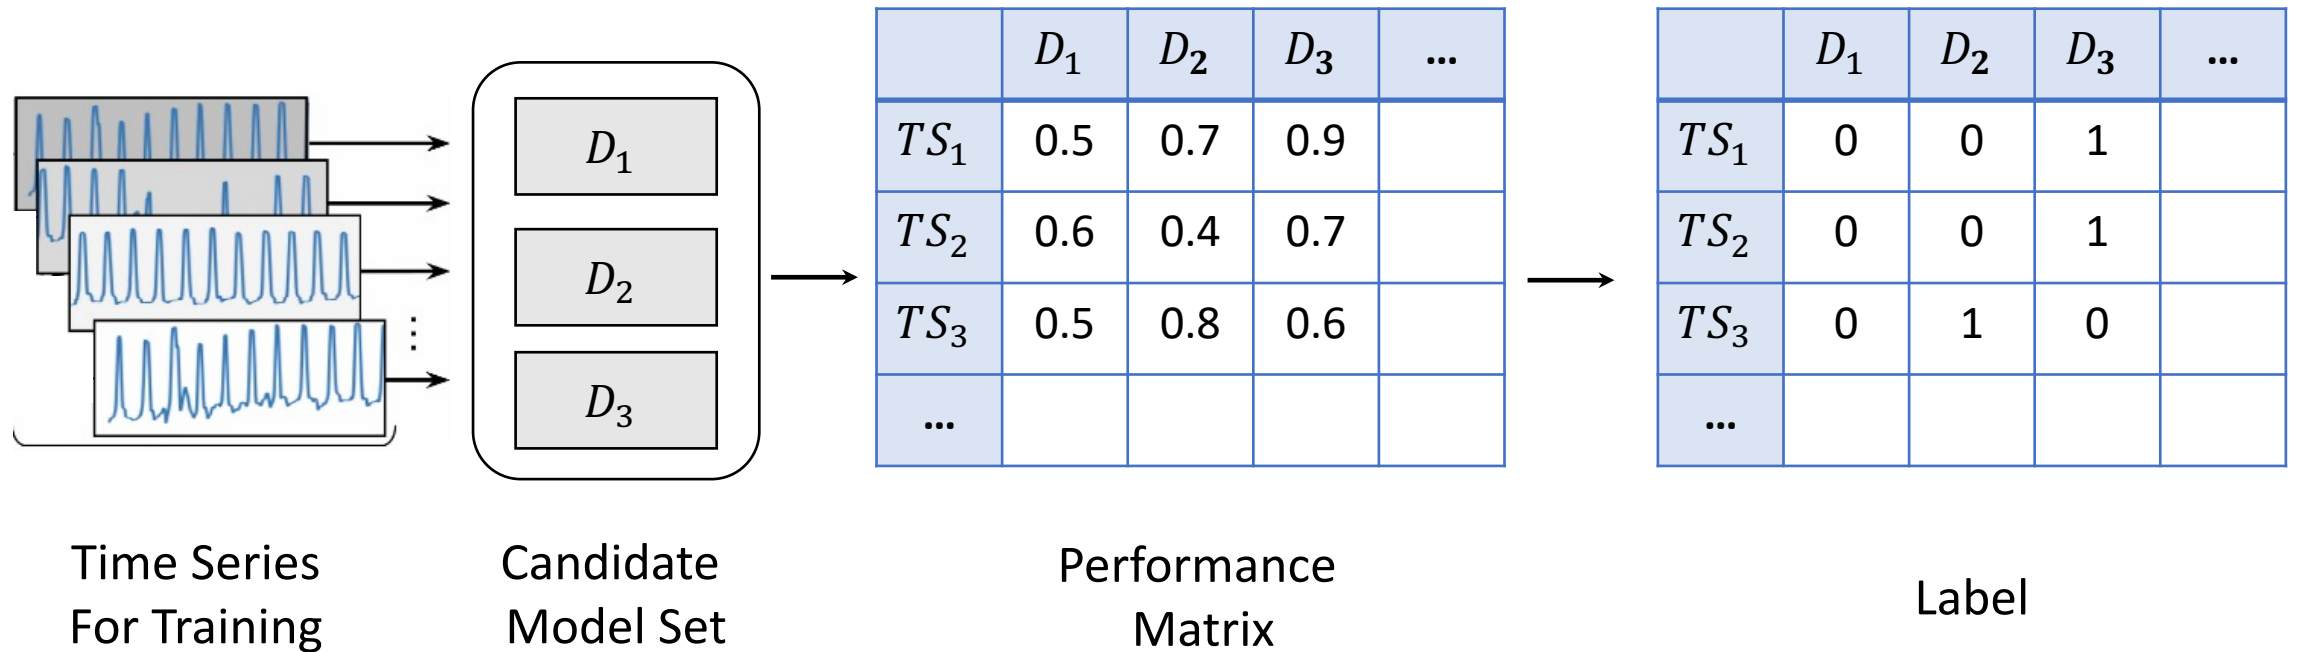 D₁
D₂
D₃
D₁ D₂ D₃ ...
TS₁ 0.5 0.7 0.9
TS₂ 0.6 0.4 0.7
TS₃ 0.5 0.8 0.6
...
D₁ D₂ D₃ ...
TS₁ 0 0 1
TS₂ 0 0 1
TS₃ 0 1 0
...
Time Series
For Training
Candidate
Model Set
Performance
Matrix
Label